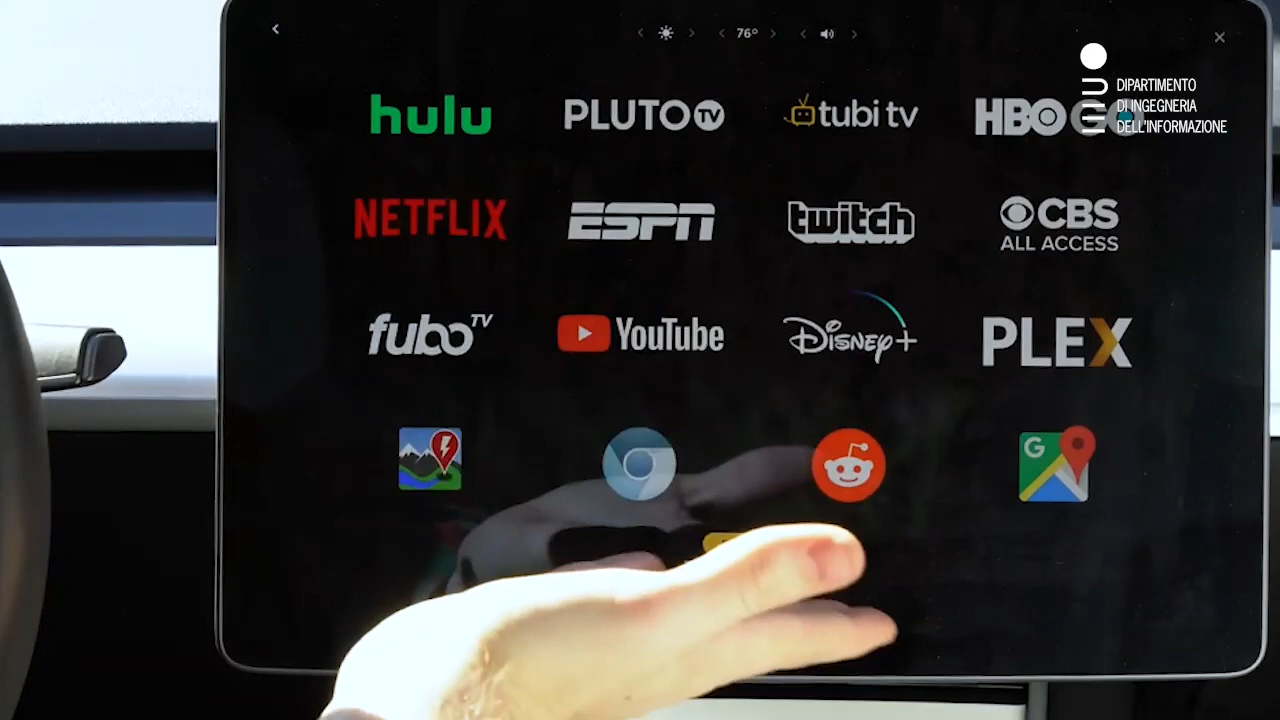 76°
hulu
PLUTO TV
tubi tv
HBO GO
DIPARTIMENTO
DI INGEGNERIA
DELL'INFORMAZIONE
NETFLIX
ESPN
twitch
CBS
ALL ACCESS
fubo TV
YouTube
Disney+
PLEX
G